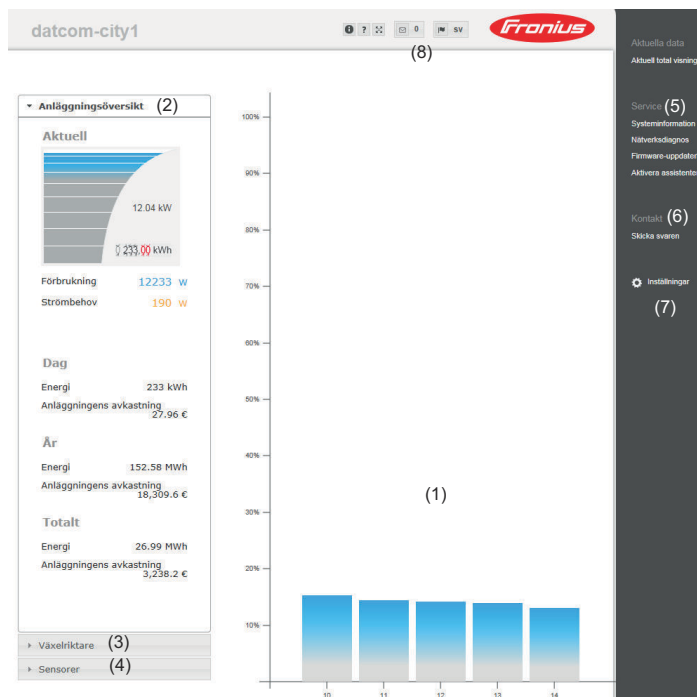 datcom-city1
i ? 0 SV
Fronius
(8)
Anläggningsöversikt (2)
Aktuell
12.04 kW
233.00 kWh
Förbrukning 12233 W
Strömbehov 190 W
Dag
Energi 233 kWh
Anläggningens avkastning
27.96 €
År
Energi 152.58 MWh
Anläggningens avkastning
18,309.6 €
Totalt
Energi 26.99 MWh
Anläggningens avkastning
3,238.2 €
Växelriktare (3)
Sensorer (4)
100%
90%
80%
70%
60%
50%
40%
30%
20%
10%
(1)
10 11 12 13 14
Aktuella data
Aktuell total visning
Service (5)
Systeminformation
Nätverksdiagnos
Firmware-uppdater
Aktivera assistente
Kontakt (6)
Skicka svaren
Inställningar
(7)